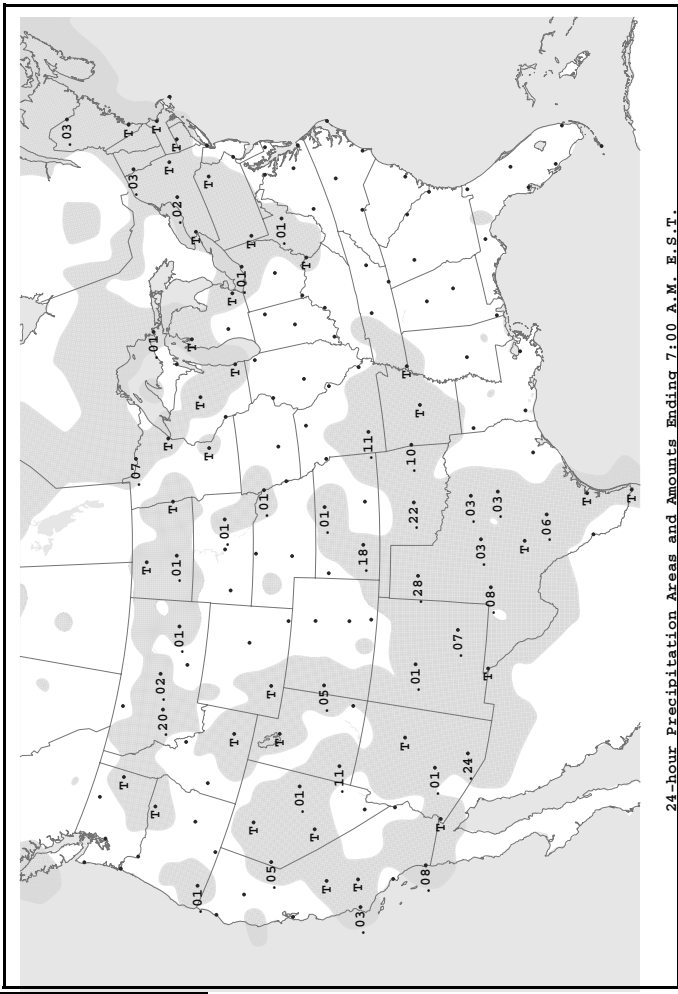 .03
T
T
.03
.07
T
.01
T
T
.20
.02
T
T
T
T
.01
.01
.02
T
T
.01
T
T
T
.01
T
T
T
.01
T
T
.01
.05
T
T
.01
.01
T
T
.05
.01
T
.11
.03
T
.18
.11
T
T
.01
.28
.22
.10
T
.08
.01
T
.24
.07
.03
.03
T
.08
.03
T
.06
T
T
24-hour Precipitation Areas and Amounts Ending 7:00 A.M. E.S.T.